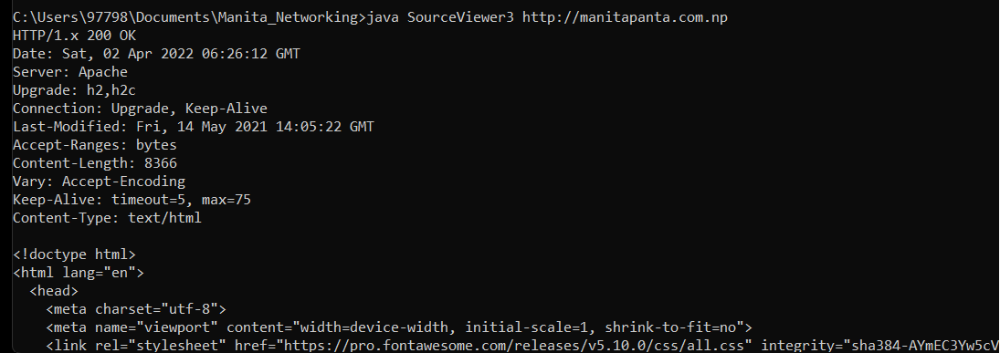 C:\Users\97798\Documents\Manita_Networking>java SourceViewer3 http://manitapanta.com.np
HTTP/1.x 200 OK
Date: Sat, 02 Apr 2022 06:26:12 GMT
Server: Apache
Upgrade: h2,h2c
Connection: Upgrade, Keep-Alive
Last-Modified: Fri, 14 May 2021 14:05:22 GMT
Accept-Ranges: bytes
Content-Length: 8366
Vary: Accept-Encoding
Keep-Alive: timeout=5, max=75
Content-Type: text/html

<!doctype html>
<html lang="en">
  <head>
    <meta charset="utf-8">
    <meta name="viewport" content="width=device-width, initial-scale=1, shrink-to-fit=no">
    <link rel="stylesheet" href="https://pro.fontawesome.com/releases/v5.10.0/css/all.css" integrity="sha384-AYmEC3Yw5cV